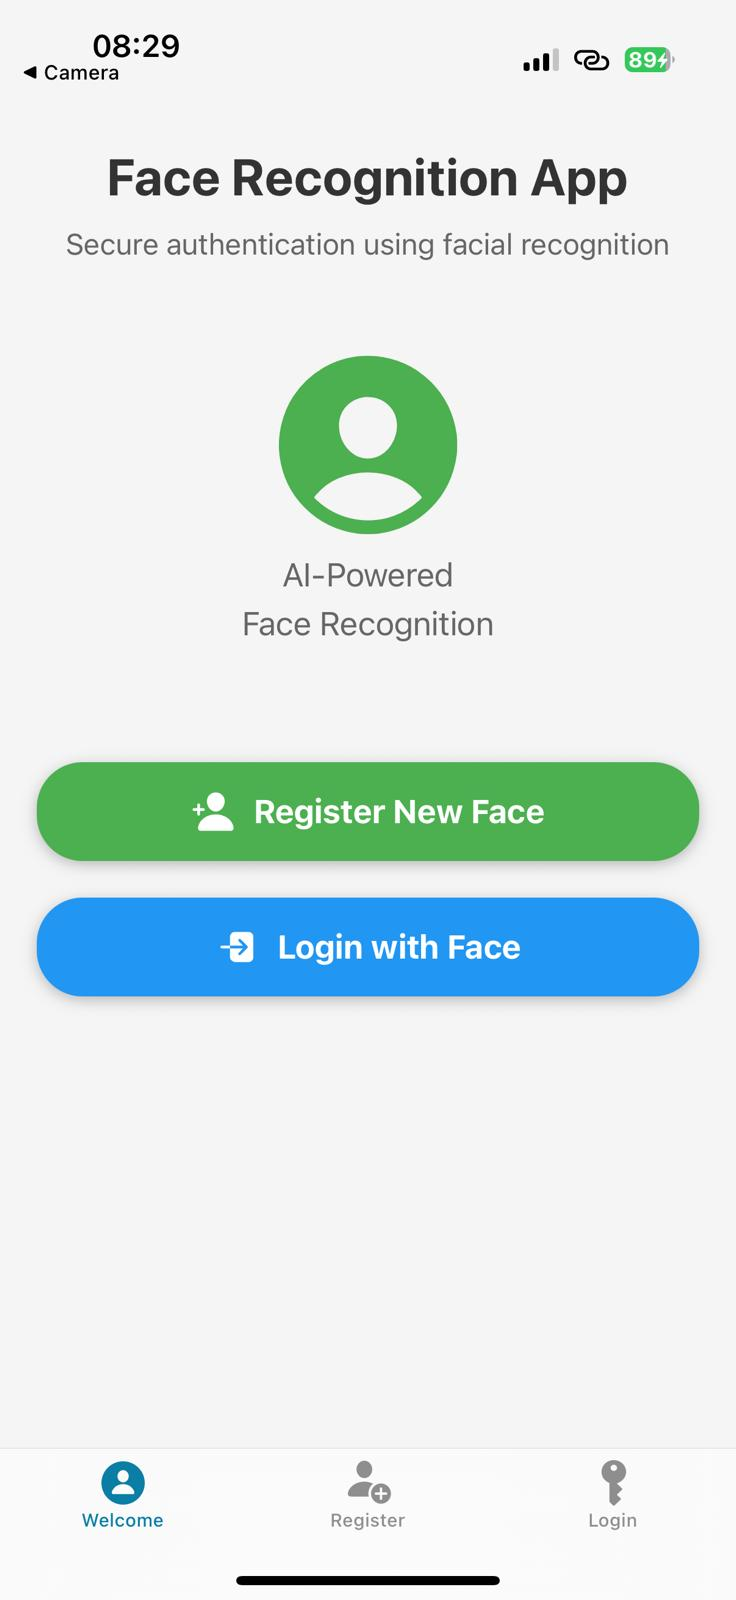 08:29
◀ Camera
89
Face Recognition App
Secure authentication using facial recognition
AI-Powered
Face Recognition
Register New Face
Login with Face
Welcome
Register
Login